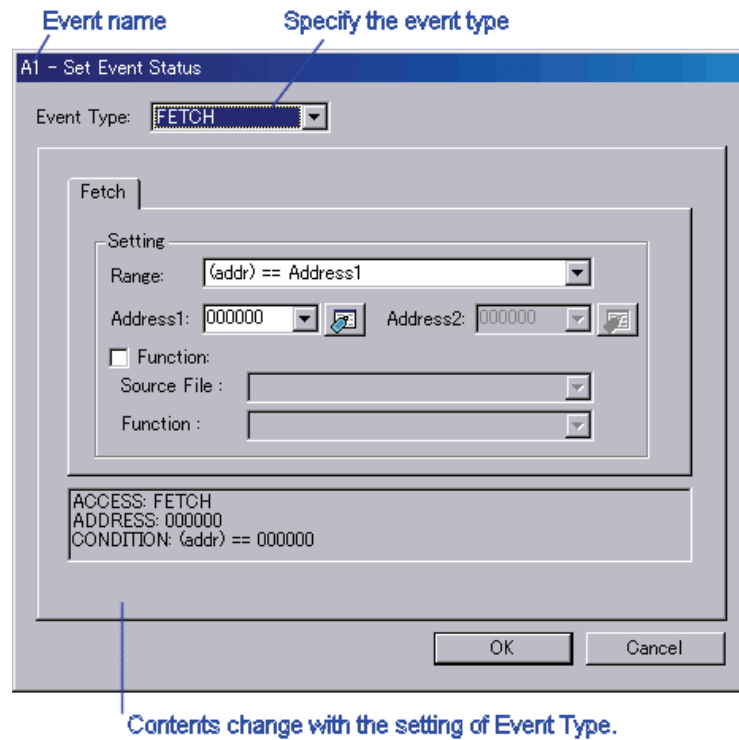 Event name Specify the event type
A1 - Set Event Status
Event Type: FETCH
Fetch
Setting
Range: (addr) == Address1
Address1: 000000 Address2: 000000
Function:
Source File :
Function :
ACCESS: FETCH
ADDRESS: 000000
CONDITION: (addr) == 000000
OK Cancel
Contents change with the setting of Event Type.